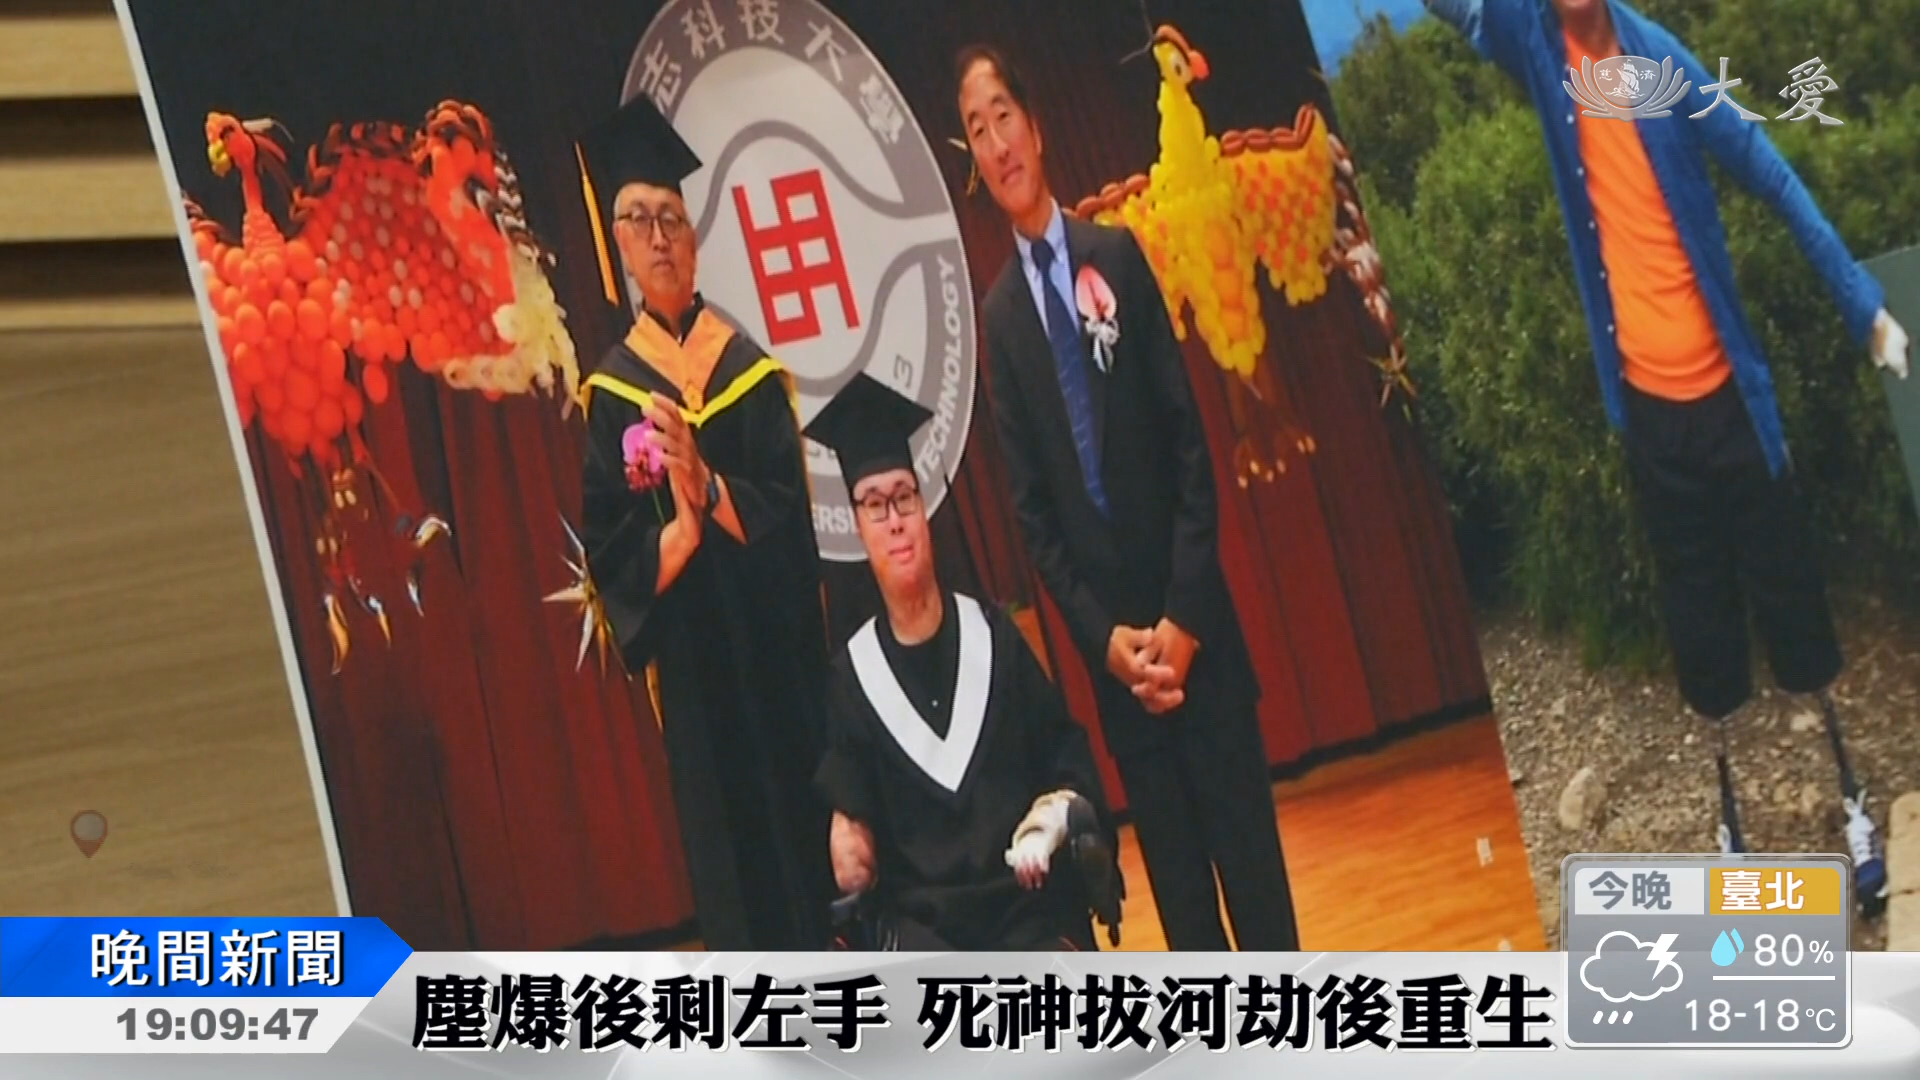 志科技大學
慈濟
大愛
TECHNOLOGY
ERSI
今晚
臺北
80%
18-18°C
晚間新聞
19:09:47
塵爆後剩左手 死神拔河劫後重生